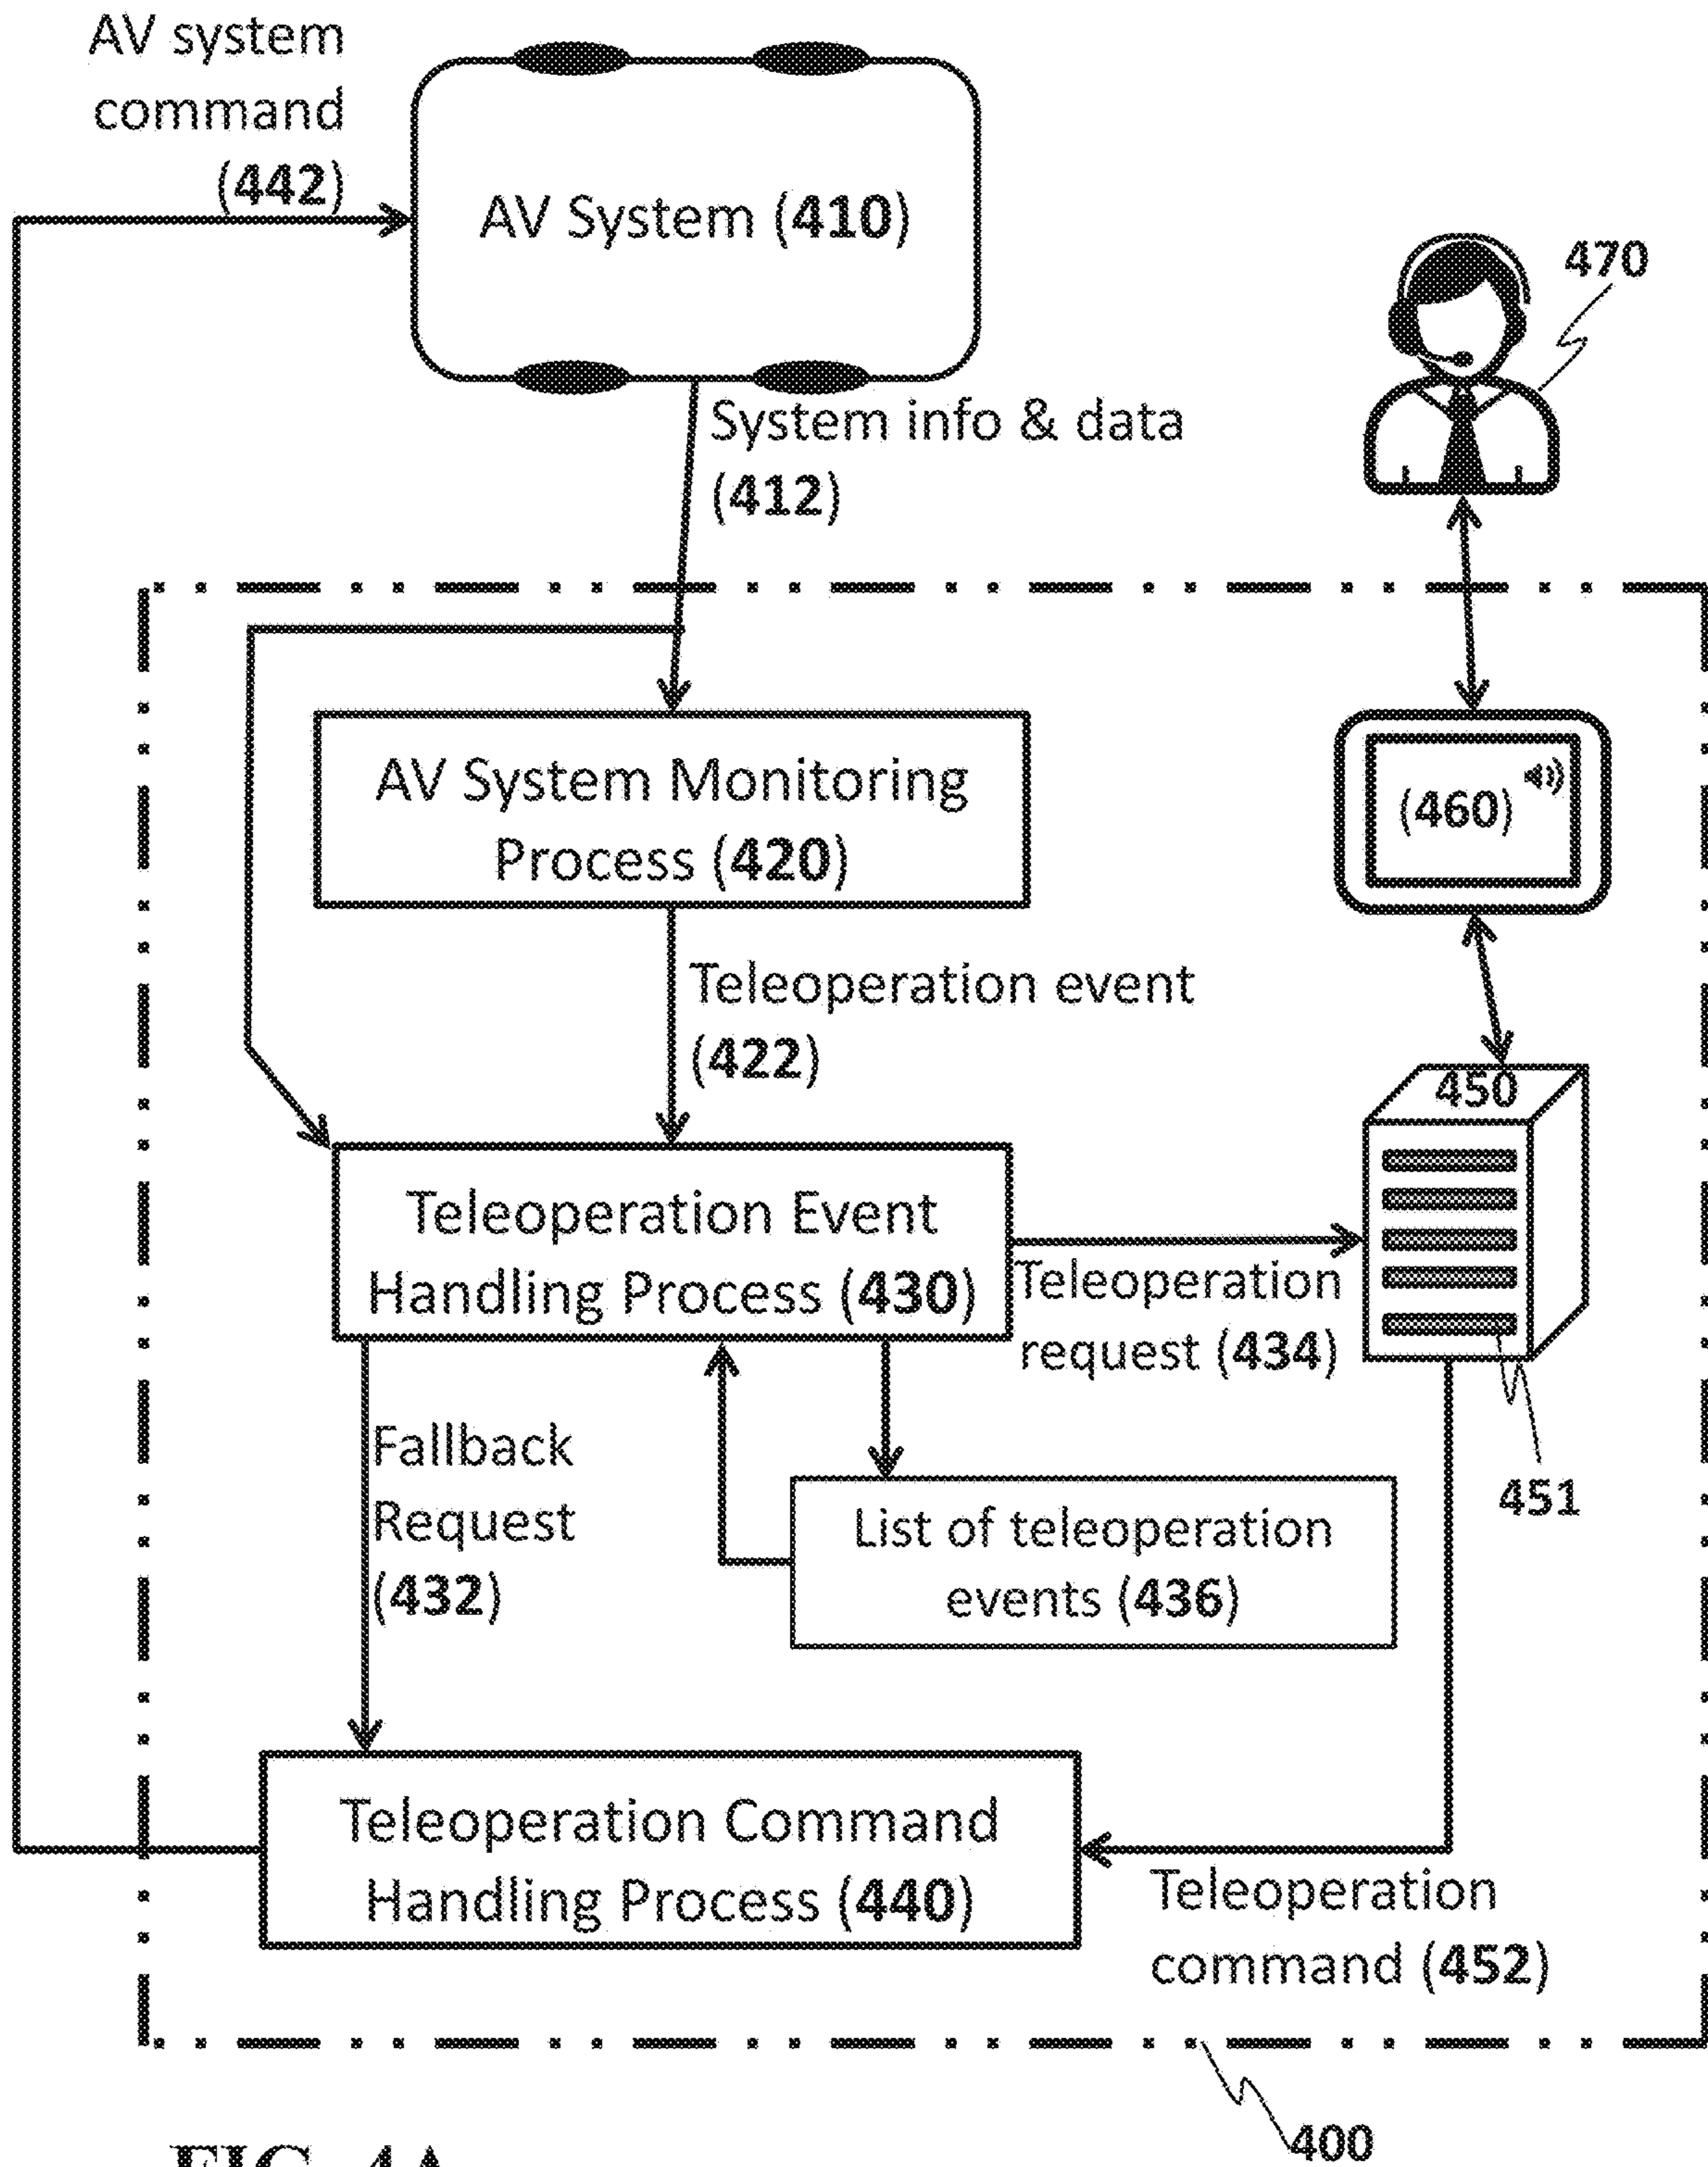 AV system
command
(442)
AV System (410)
470
System info & data
(412)
AV System Monitoring
Process (420)
(460)
Teleoperation event
(422)
450
Teleoperation Event
Handling Process (430)
Teleoperation
request (434)
Fallback
Request
(432)
451
List of teleoperation
events (436)
Teleoperation Command
Handling Process (440)
Teleoperation
command (452)
400
FIG. 4A